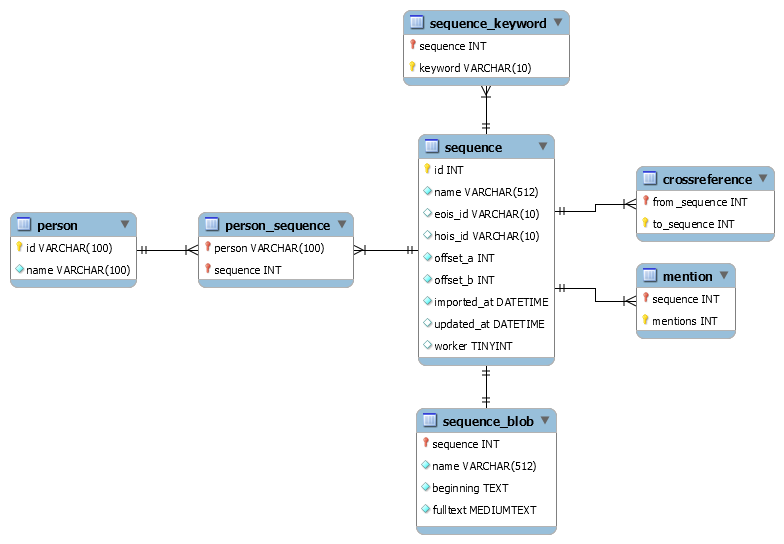 sequence_keyword
sequence INT
keyword VARCHAR(10)
sequence
id INT
name VARCHAR(512)
eois_id VARCHAR(10)
hois_id VARCHAR(10)
offset_a INT
offset_b INT
imported_at DATETIME
updated_at DATETIME
worker TINYINT
crossreference
from_sequence INT
to_sequence INT
person
id VARCHAR(100)
name VARCHAR(100)
person_sequence
person VARCHAR(100)
sequence INT
mention
sequence INT
mentions INT
sequence_blob
sequence INT
name VARCHAR(512)
beginning TEXT
fulltext MEDIUMTEXT